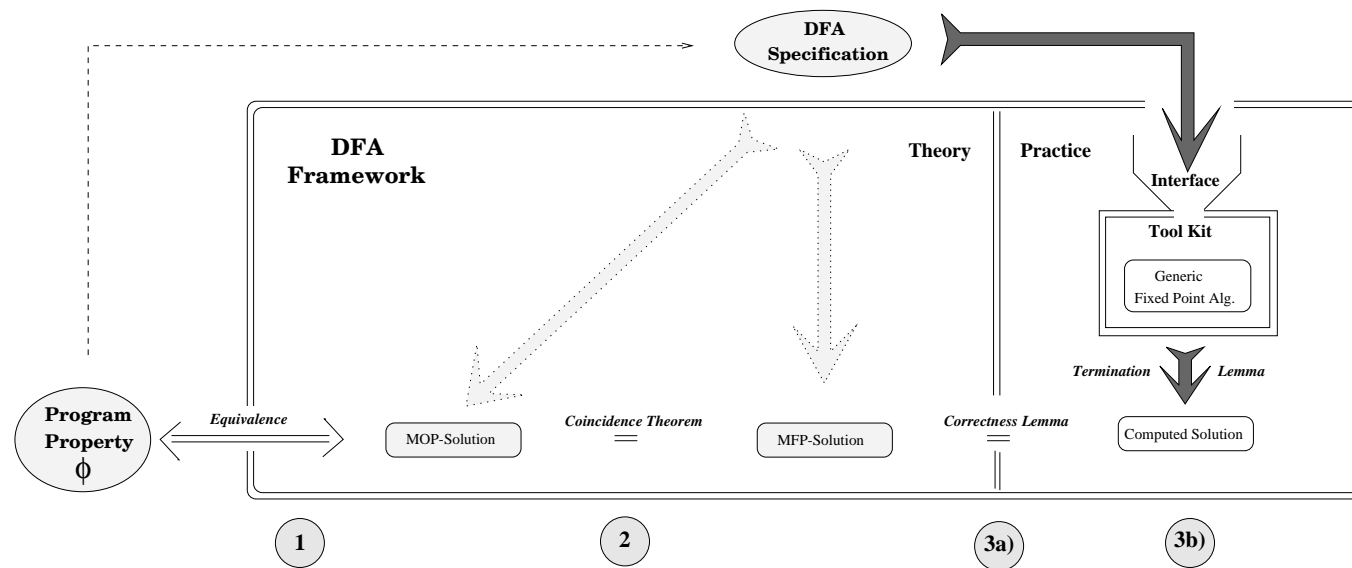 DFA
Specification
DFA
Framework
Theory
Practice
Interface
Tool Kit
Generic
Fixed Point Alg.
Termination
Lemma
Program
Property
ϕ
Equivalence
MOP-Solution
Coincidence Theorem
=
MFP-Solution
Correctness Lemma
=
Computed Solution
1
2
3a)
3b)